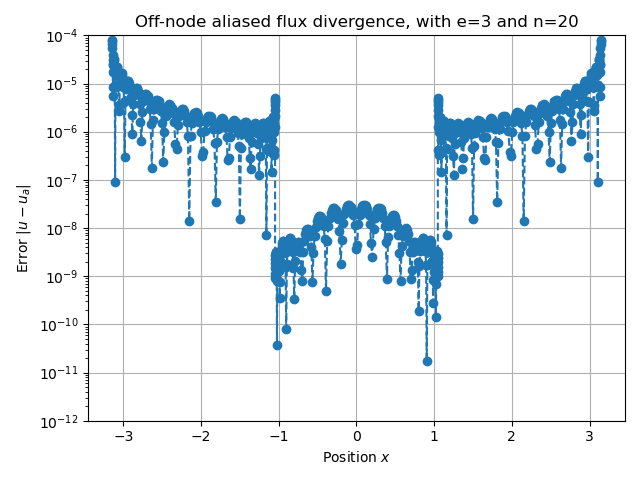 Off-node aliased flux divergence, with e=3 and n=20
Error |u − u_a|
10^−4
10^−5
10^−6
10^−7
10^−8
10^−9
10^−10
10^−11
10^−12
−3 −2 −1 0 1 2 3
Position x